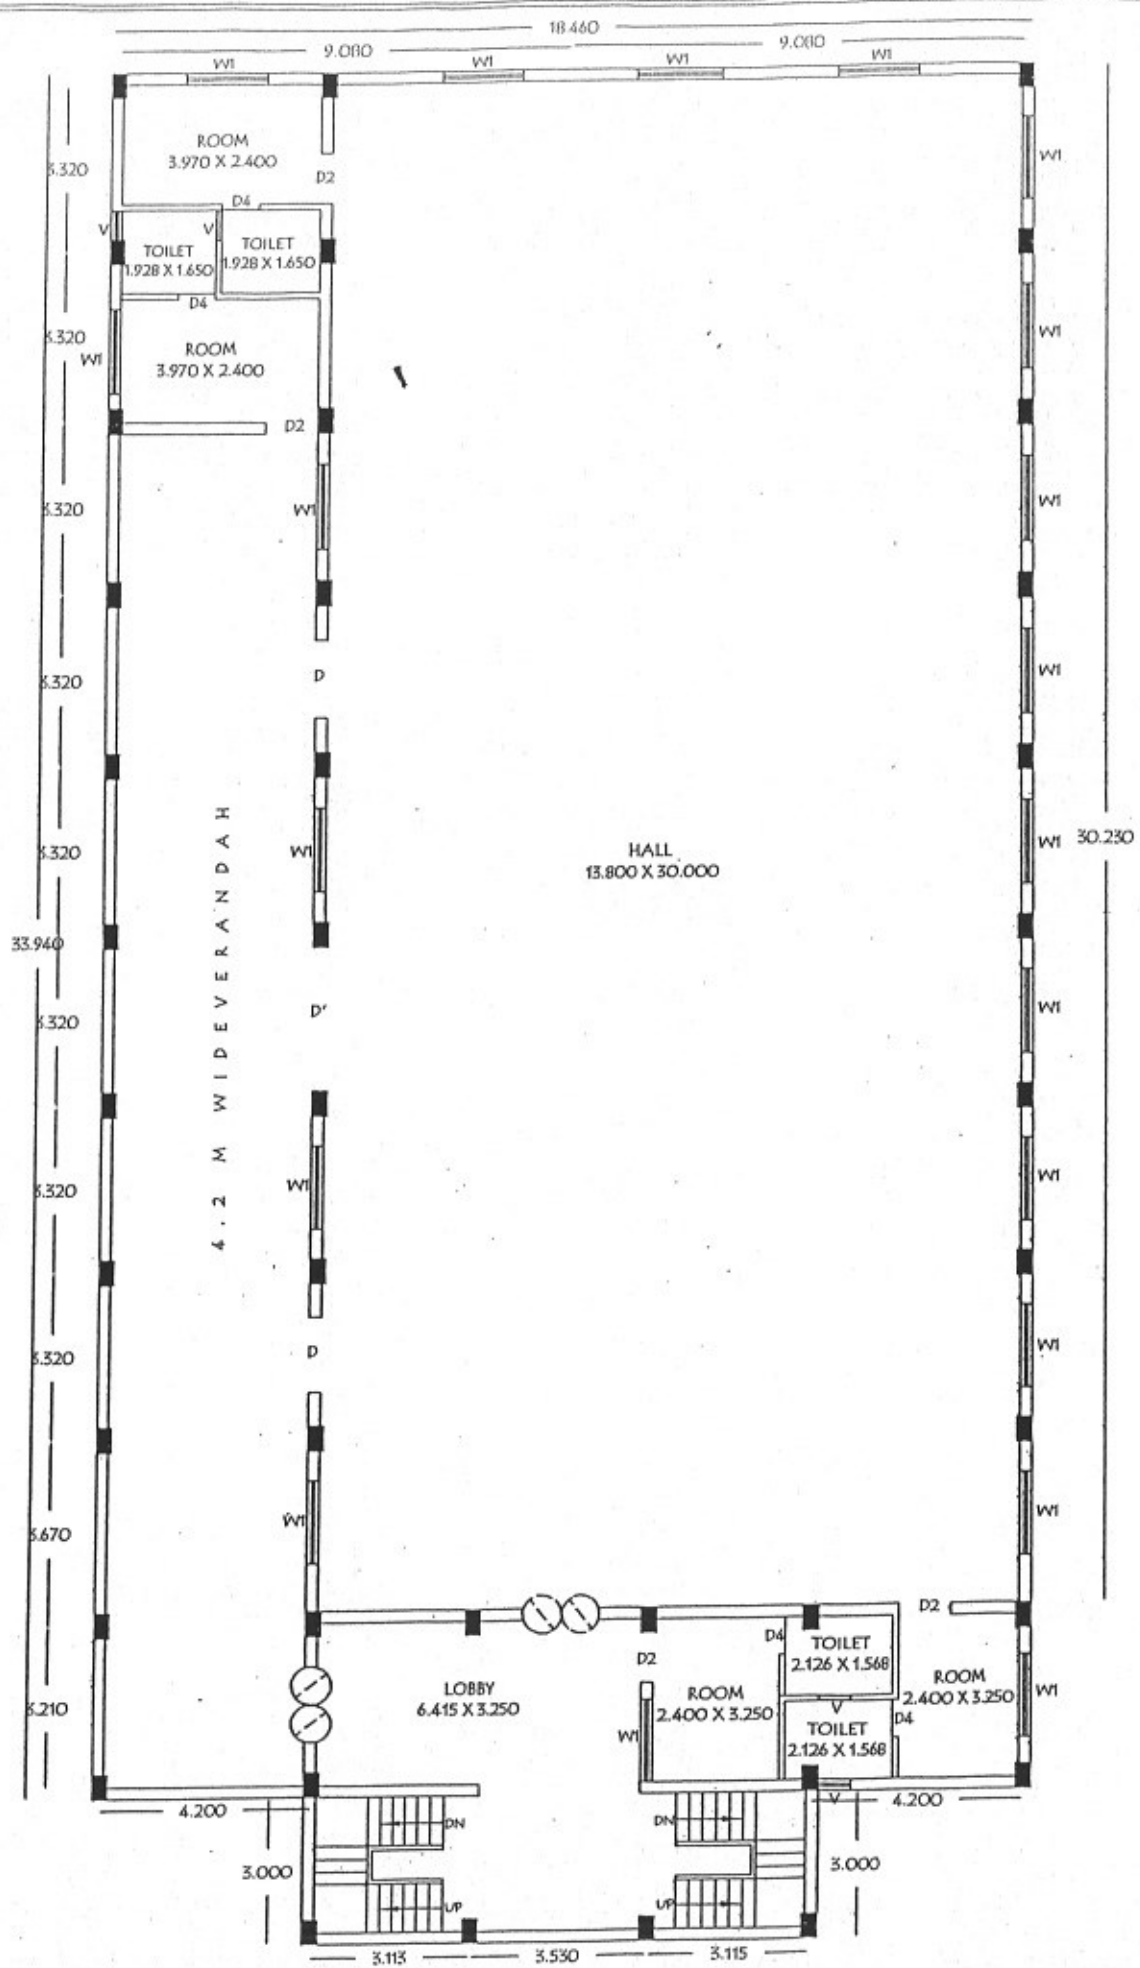 18.460
9.080
9.080
W1
W1
W1
W1
ROOM
3.970 X 2.400
3.320
W1
D2
D4
V
V
TOILET
1.928 X 1.650
TOILET
1.928 X 1.650
D4
3.320
W1
W1
ROOM
3.970 X 2.400
D2
3.320
W1
W1
3.320
D
W1
4.2 M WIDEVERANDAH
3.320
W1
HALL
13.800 X 30.000
W1
30.230
33.940
3.320
D'
W1
3.320
W1
W1
3.320
D
W1
3.670
W1
W1
D2
D4
TOILET
2.126 X 1.568
D2
ROOM
2.400 X 3.250
LOBBY
6.415 X 3.250
ROOM
2.400 X 3.250
W1
3.210
V
D4
TOILET
2.126 X 1.568
W1
V
4.200
4.200
DN
DN
3.000
3.000
UP
UP
3.113
3.530
3.115